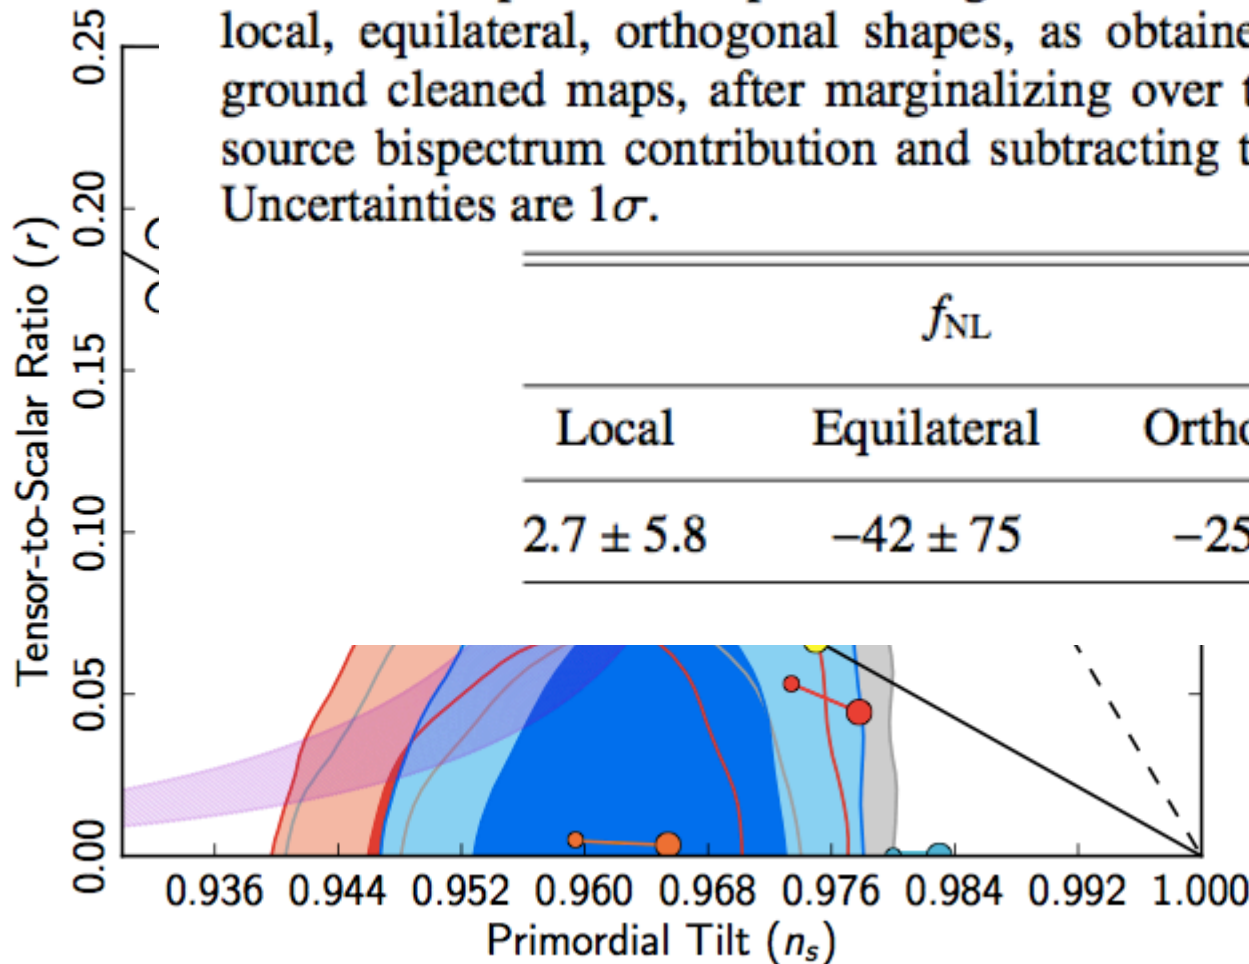 local, equilateral, orthogonal shapes, as
ground cleaned maps, after marginalizing over
source bispectrum contribution and subtracting
Uncertainties are 1σ.
f_NL
Local Equilateral
2.7 ± 5.8 −42 ± 75 −25
0.25
0.20
0.15
0.10
0.05
0.00
Tensor-to-Scalar Ratio (r)
0.936 0.944 0.952 0.960 0.968 0.976 0.984 0.992 1.000
Primordial Tilt (n_s)